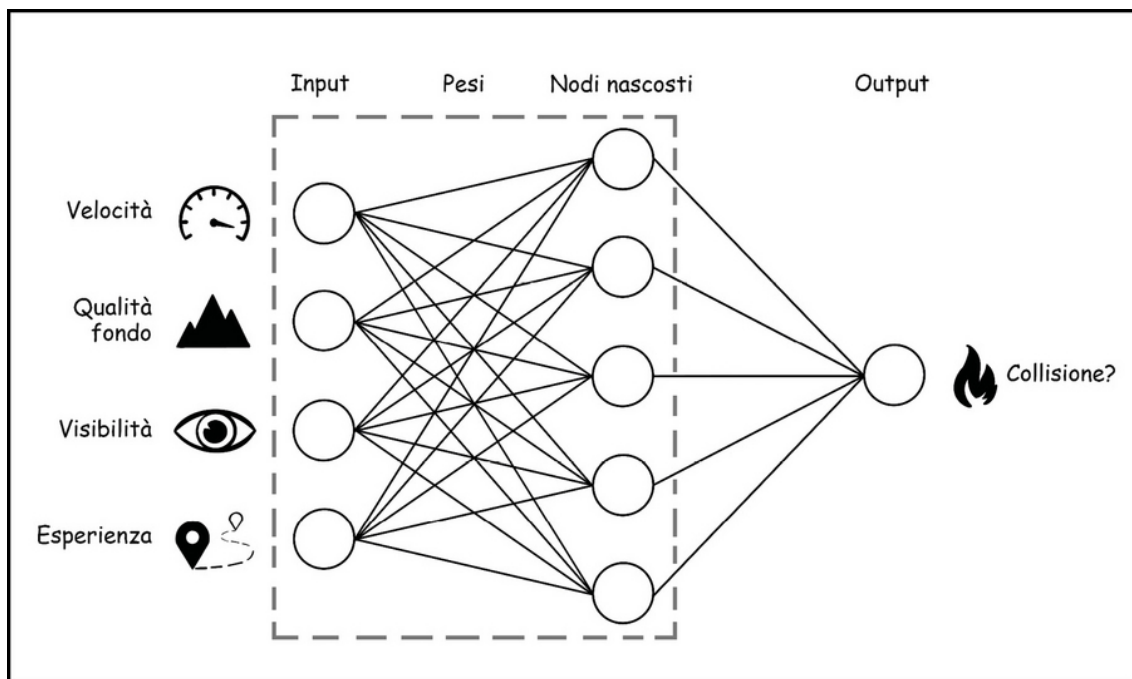 Input
Pesi
Nodi nascosti
Output
Velocità
Qualità
fondo
Visibilità
Esperienza
Collisione?